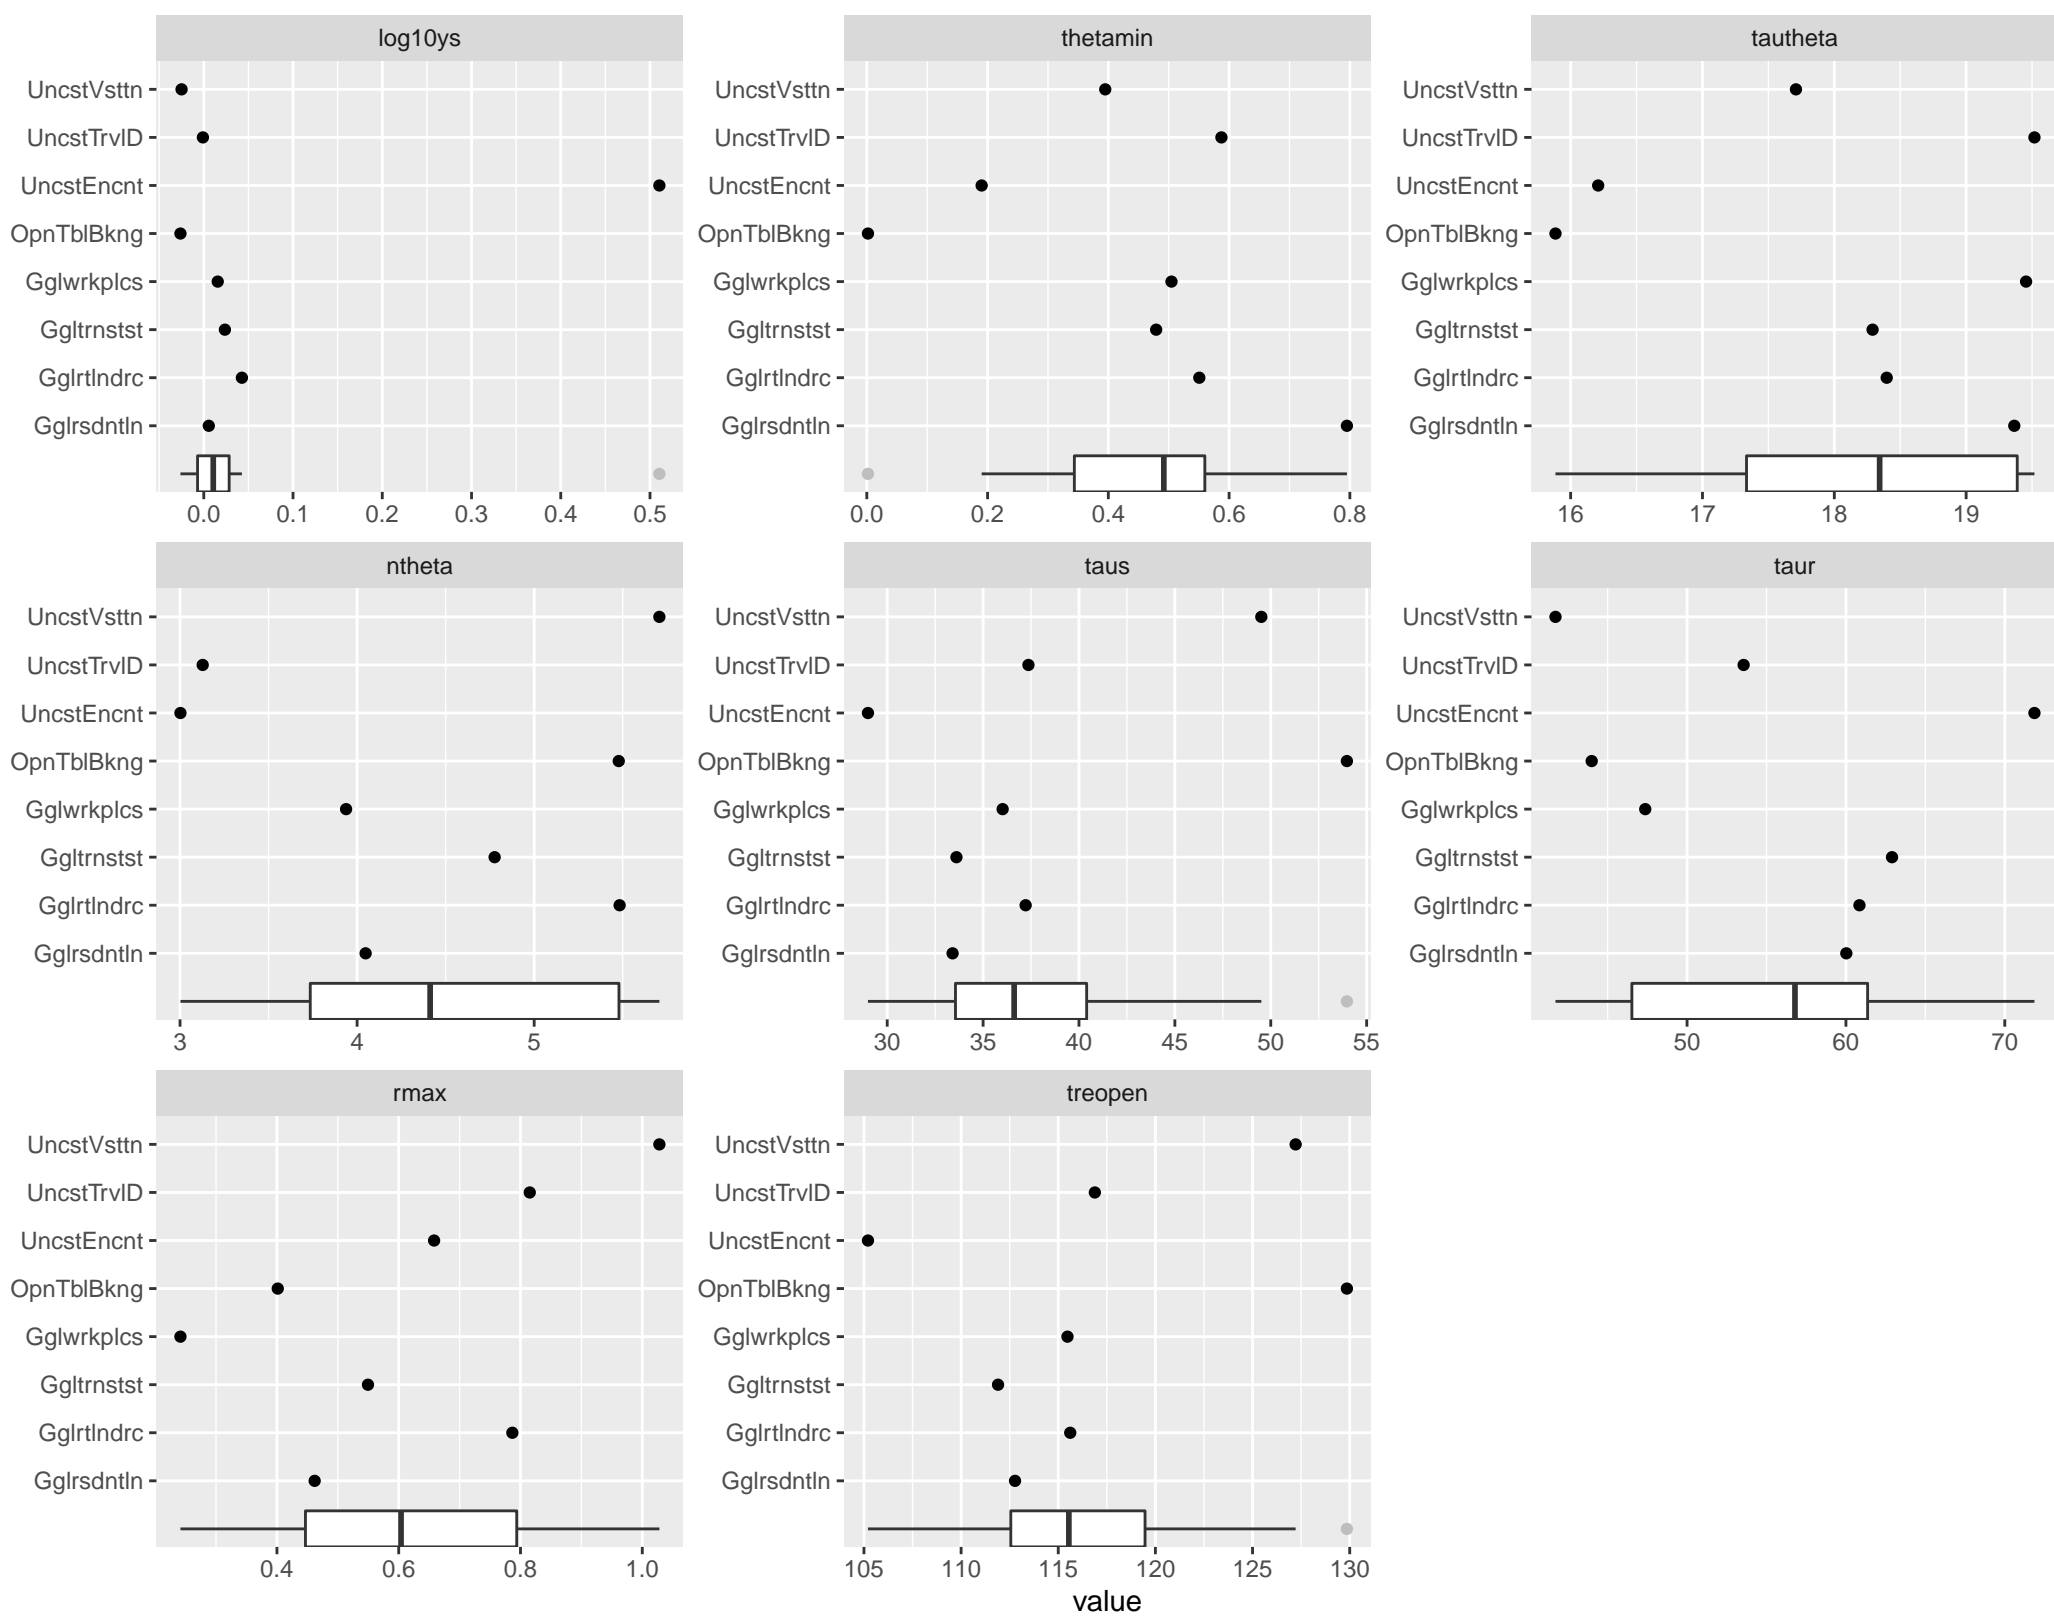 log10ys
thetamin
tautheta
UncstVsttn
UncstTrvlD
UncstEncnt
OpnTblBkng
Gglwrkplcs
Ggltrnstst
Gglrtlndrc
Gglrsdntln
0.0 0.1 0.2 0.3 0.4 0.5
UncstVsttn
UncstTrvlD
UncstEncnt
OpnTblBkng
Gglwrkplcs
Ggltrnstst
Gglrtlndrc
Gglrsdntln
0.0 0.2 0.4 0.6 0.8
UncstVsttn
UncstTrvlD
UncstEncnt
OpnTblBkng
Gglwrkplcs
Ggltrnstst
Gglrtlndrc
Gglrsdntln
16 17 18 19
ntheta
taus
taur
UncstVsttn
UncstTrvlD
UncstEncnt
OpnTblBkng
Gglwrkplcs
Ggltrnstst
Gglrtlndrc
Gglrsdntln
3 4 5
UncstVsttn
UncstTrvlD
UncstEncnt
OpnTblBkng
Gglwrkplcs
Ggltrnstst
Gglrtlndrc
Gglrsdntln
30 35 40 45 50 55
UncstVsttn
UncstTrvlD
UncstEncnt
OpnTblBkng
Gglwrkplcs
Ggltrnstst
Gglrtlndrc
Gglrsdntln
50 60 70
rmax
treopen
UncstVsttn
UncstTrvlD
UncstEncnt
OpnTblBkng
Gglwrkplcs
Ggltrnstst
Gglrtlndrc
Gglrsdntln
0.4 0.6 0.8 1.0
UncstVsttn
UncstTrvlD
UncstEncnt
OpnTblBkng
Gglwrkplcs
Ggltrnstst
Gglrtlndrc
Gglrsdntln
105 110 115 120 125 130
value